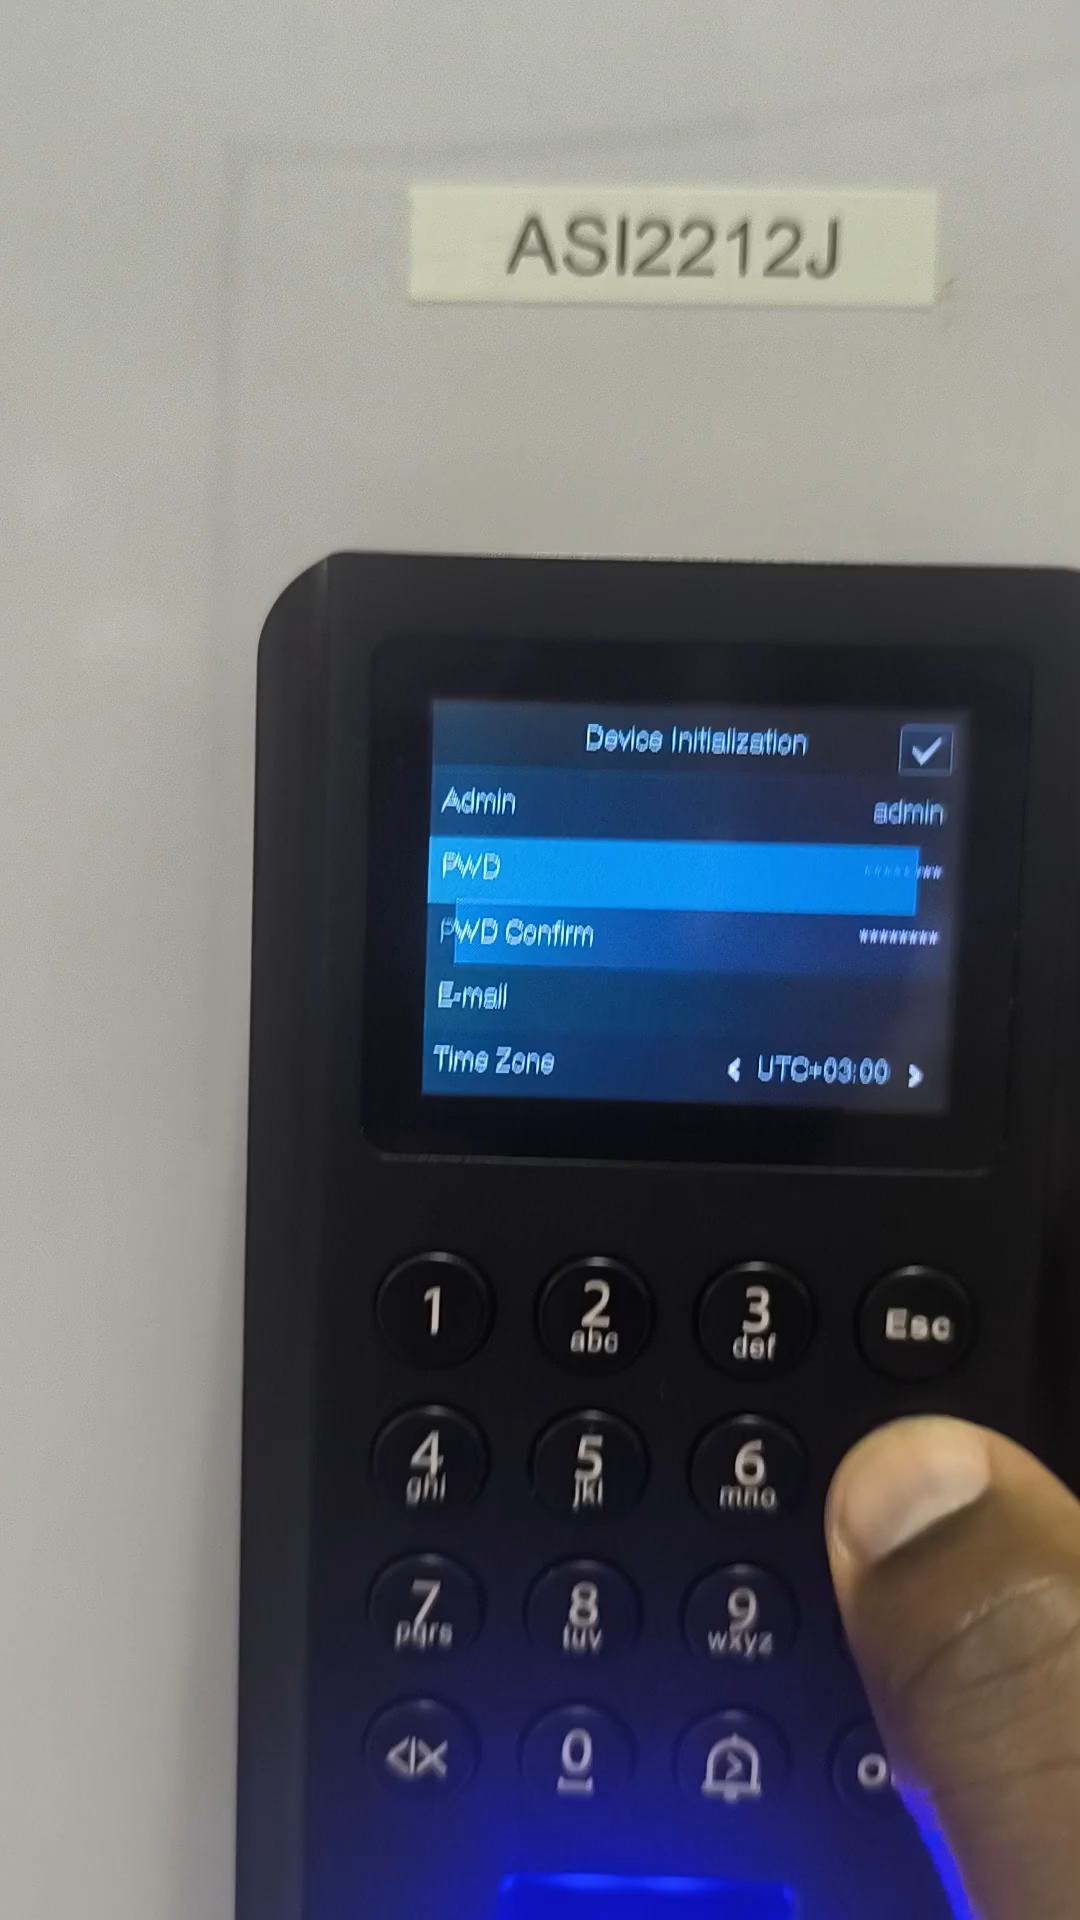 ASI2212J
Device Initialization
Admin admin
PWD ********
PWD Confirm ********
E-mail
Time Zone < UTC+03:00 >
1 2 3 Esc
abc def
4 5 6
ghi jkl mno
7 8 9
pqrs tuv wxyz
0